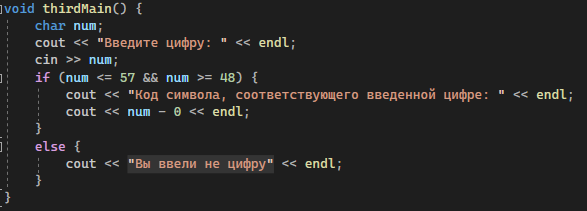 void thirdMain() {
char num;
cout << "Введите цифру: " << endl;
cin >> num;
if (num <= 57 && num >= 48) {
cout << "Код символа, соответствующего введенной цифре: " << endl;
cout << num - 0 << endl;
}
else {
cout << "Вы ввели не цифру" << endl;
}
}